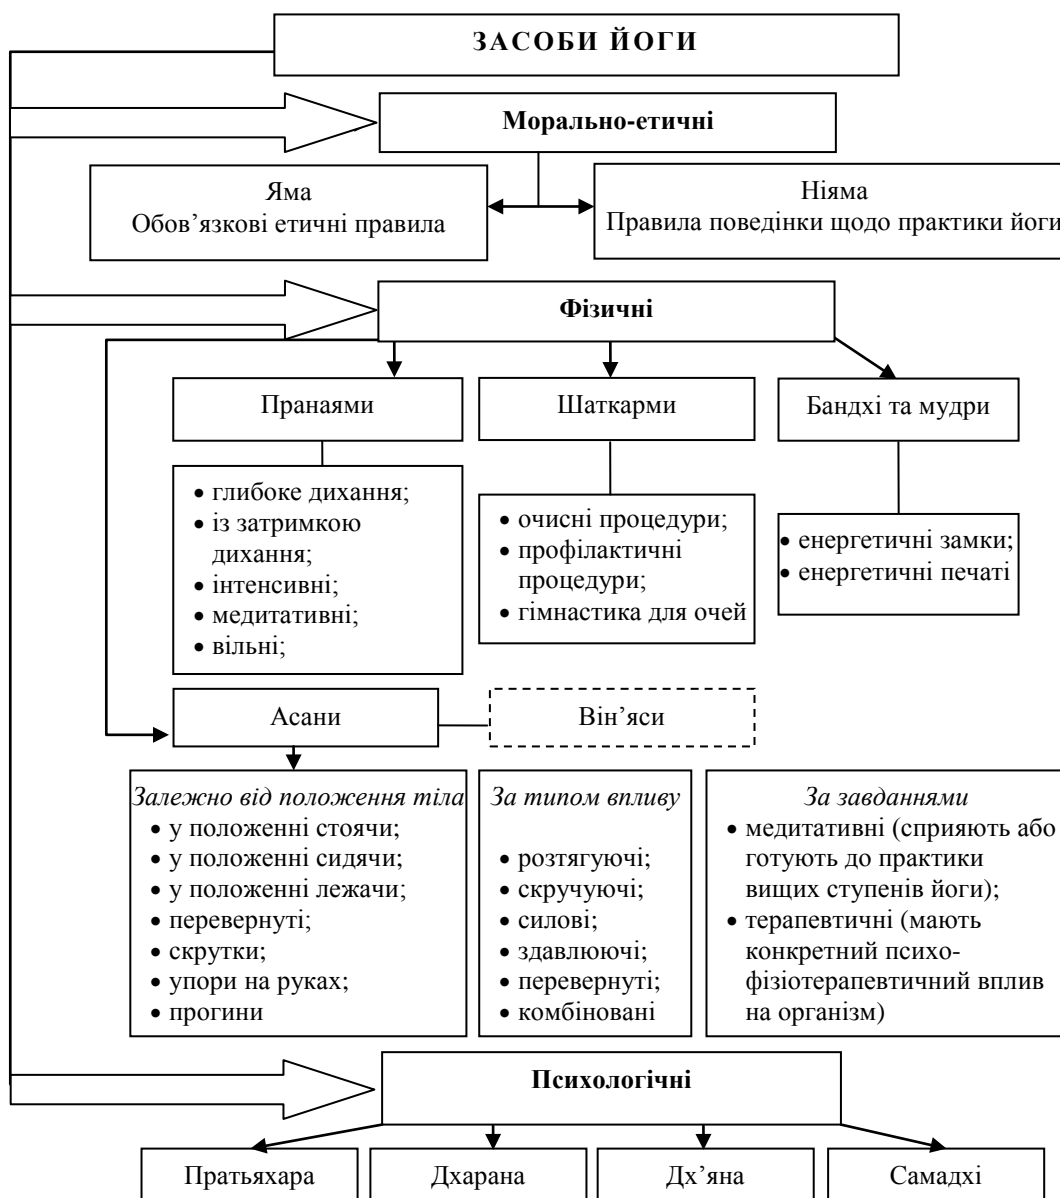 ЗАСОБИ ЙОГИ
Морально-етичні
Яма
Обов’язкові етичні правила
Ніяма
Правила поведінки щодо практики йоги
Фізичні
Пранаями
Шаткарми
Бандхі та мудри
• глибоке дихання;
• із затримкою
дихання;
• інтенсивні;
• медитативні;
• вільні;
• очисні процедури;
• профілактичні
процедури;
• гімнастика для очей
• енергетичні замки;
• енергетичні печаті
Асани
Він’яси
Залежно від положення тіла
• у положенні стоячи;
• у положенні сидячи;
• у положенні лежачи;
• перевернуті;
• скрутки;
• упори на руках;
• прогини
За типом впливу
• розтягуючі;
• скручуючі;
• силові;
• здавлюючі;
• перевернуті;
• комбіновані
За завданнями
• медитативні (сприяють або
готують до практики
вищих ступенів йоги);
• терапевтичні (мають
конкретний психо-
фізіотерапевтичний вплив
на організм)
Психологічні
Пратьяхара
Дхарана
Дх’яна
Самадхі